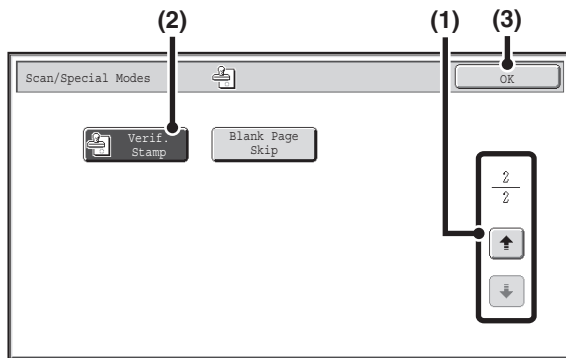 (2) (1) (3)
Scan/Special Modes OK
Verif.
Stamp
Blank Page
Skip
2
2